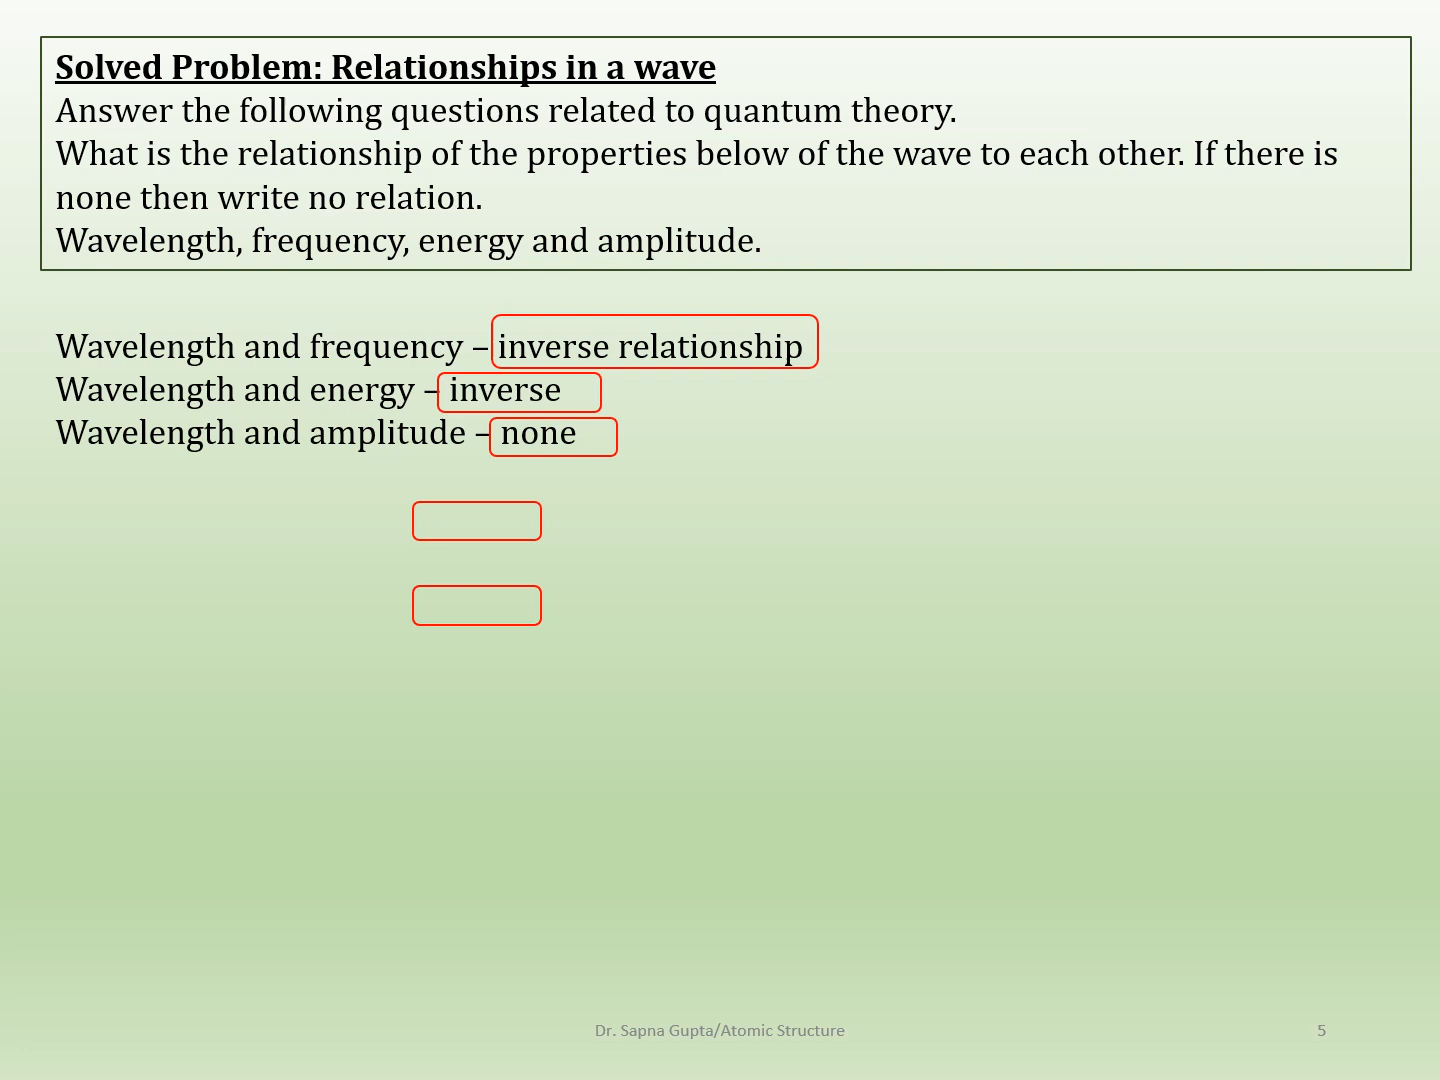 Solved Problem: Relationships in a wave
Answer the following questions related to quantum theory.
What is the relationship of the properties below of the wave to each other. If there is
none then write no relation.
Wavelength, frequency, energy and amplitude.
Wavelength and frequency – inverse relationship
Wavelength and energy – inverse
Wavelength and amplitude – none
Dr. Sapna Gupta/Atomic Structure
5